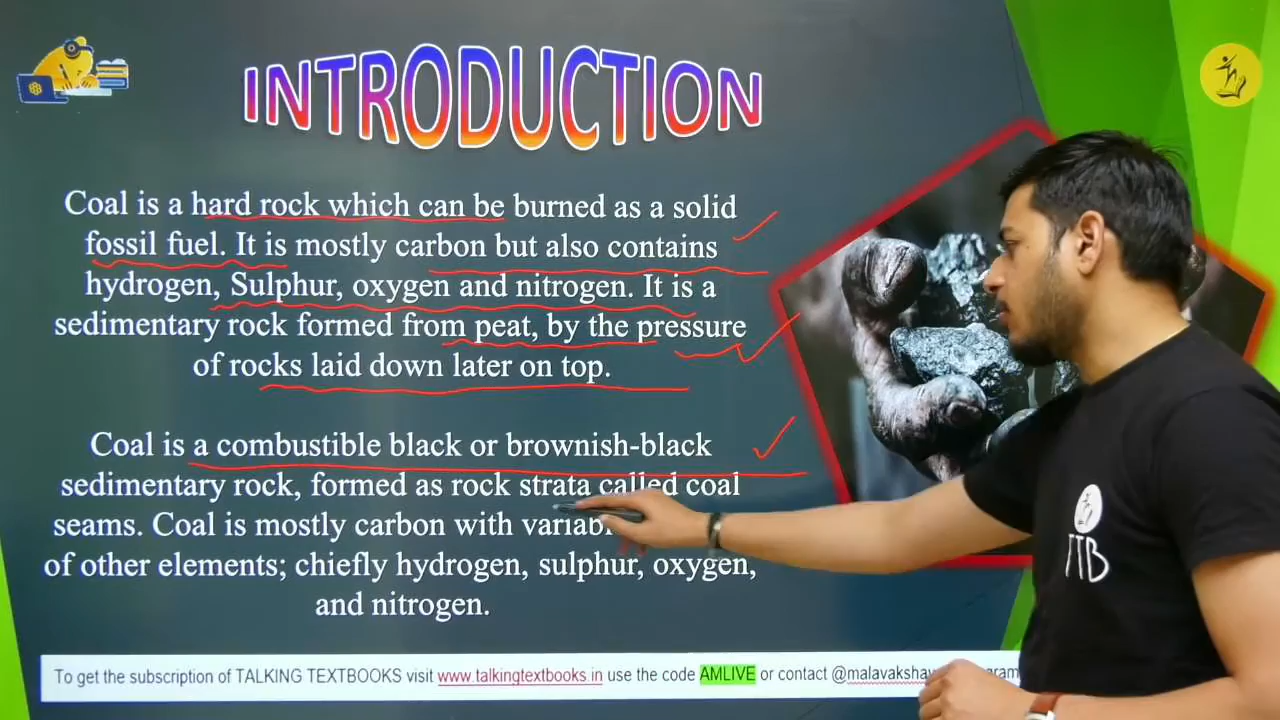 INTRODUCTION
Coal is a hard rock which can be burned as a solid
fossil fuel. It is mostly carbon but also contains
hydrogen, Sulphur, oxygen and nitrogen. It is a
sedimentary rock formed from peat, by the pressure
of rocks laid down later on top.
Coal is a combustible black or brownish-black
sedimentary rock, formed as rock strata called coal
seams. Coal is mostly carbon with
of other elements; chiefly hydrogen, sulphur, oxygen,
and nitrogen.
TTB
To get the subscription of TALKING TEXTBOOKS visit www.talkingtextbooks.in use the code AMLIVE or contact